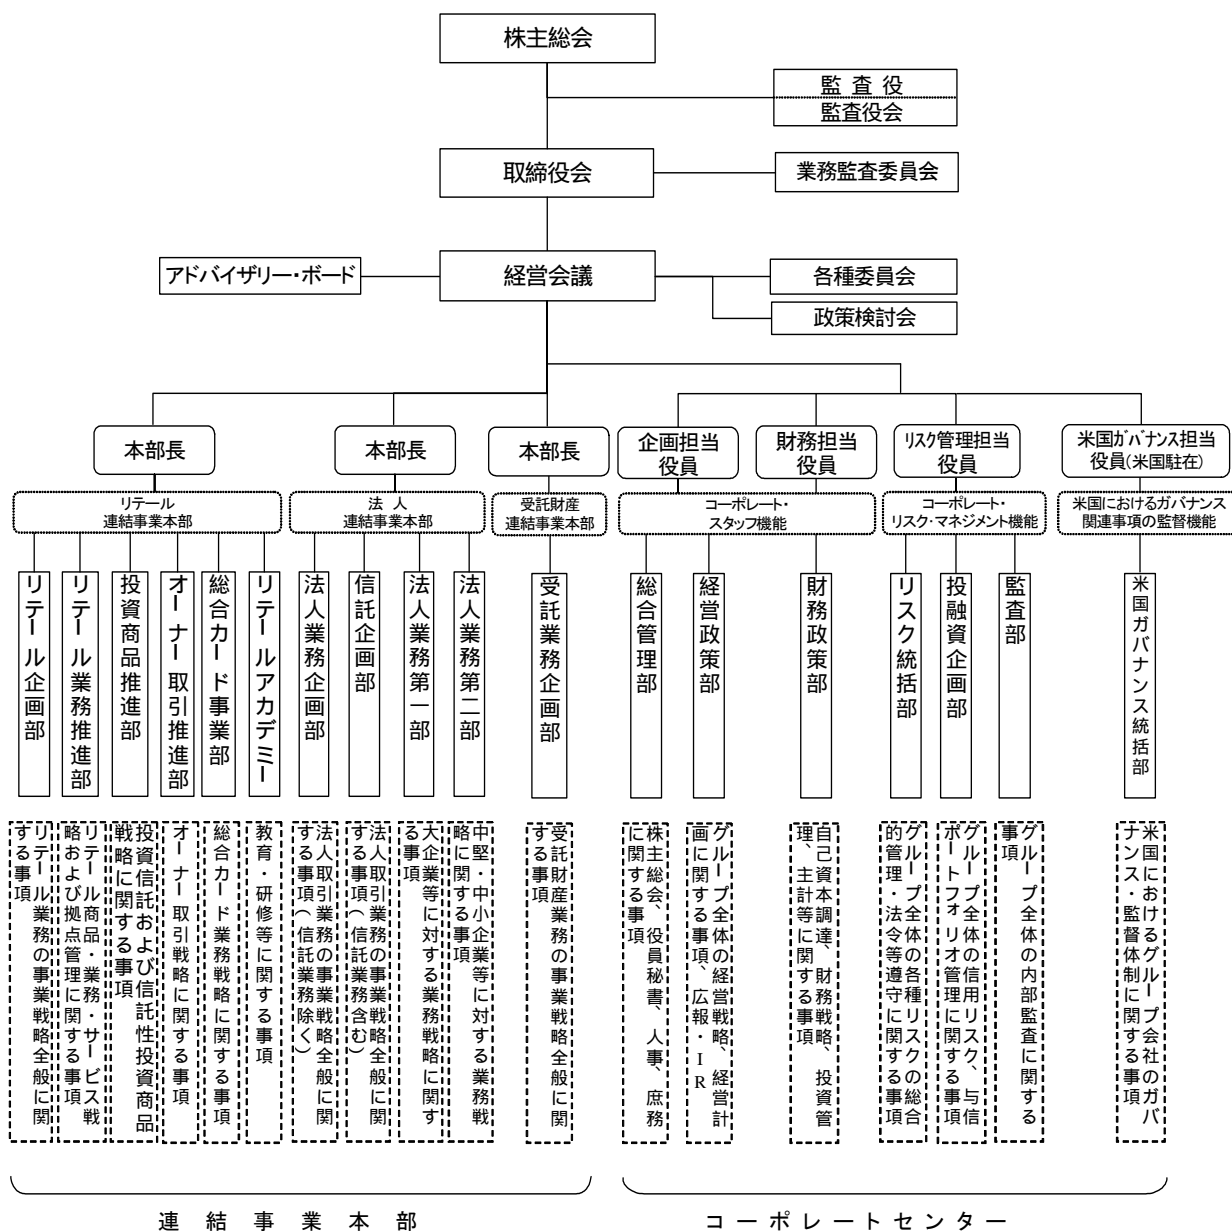 株主総会
監 査 役
監査役会
取締役会
業務監査委員会
アドバイザリー・ボード
経営会議
各種委員会
政策検討会
本部長
本部長
本部長
企画担当
役員
財務担当
役員
リスク管理担当
役員
米国ガバナンス担当
役員(米国駐在)
リテール
連結事業本部
法 人
連結事業本部
受託財産
連結事業本部
コーポレート・
スタッフ機能
コーポレート・
リスク・マネジメント機能
米国におけるガバナンス
関連事項の監督機能
リテール企画部
リテール業務推進部
投資商品推進部
オーナー取引推進部
総合カード事業部
リテールアカデミー
法人業務企画部
信託企画部
法人業務第一部
法人業務第二部
受託業務企画部
総合管理部
経営政策部
財務政策部
リスク統括部
投融資企画部
監査部
米国ガバナンス統括部
リテール業務の事業戦略全般に関
する事項
リテール商品・業務・サービス戦
略および拠点管理に関する事項
投資信託および信託性投資商品
戦略に関する事項
オーナー取引戦略に関する事項
総合カード業務戦略に関する事項
教育・研修等に関する事項
法人取引業務の事業戦略全般に関
する事項(信託業務除く)
法人取引業務の事業戦略全般に関
する事項(信託業務含む)
大企業等に対する業務戦略に関す
る事項
中堅・中小企業等に対する業務戦
略に関する事項
受託財産業務の事業戦略全般に関
する事項
株主総会、役員秘書、人事、庶務
に関する事項
グループ全体の経営戦略、経営計
画に関する事項、広報・IR
自己資本調達、財務戦略、投資管
理、主計等に関する事項
グループ全体の各種リスクの総合
的管理・法令等遵守に関する事項
グループ全体の信用リスク、与信
ポートフォリオ管理に関する事項
グループ全体の内部監査に関する
事項
米国におけるグループ会社のガバ
ナンス・監督体制に関する事項
連 結 事 業 本 部
コ ー ポ レ ー ト セ ン タ ー